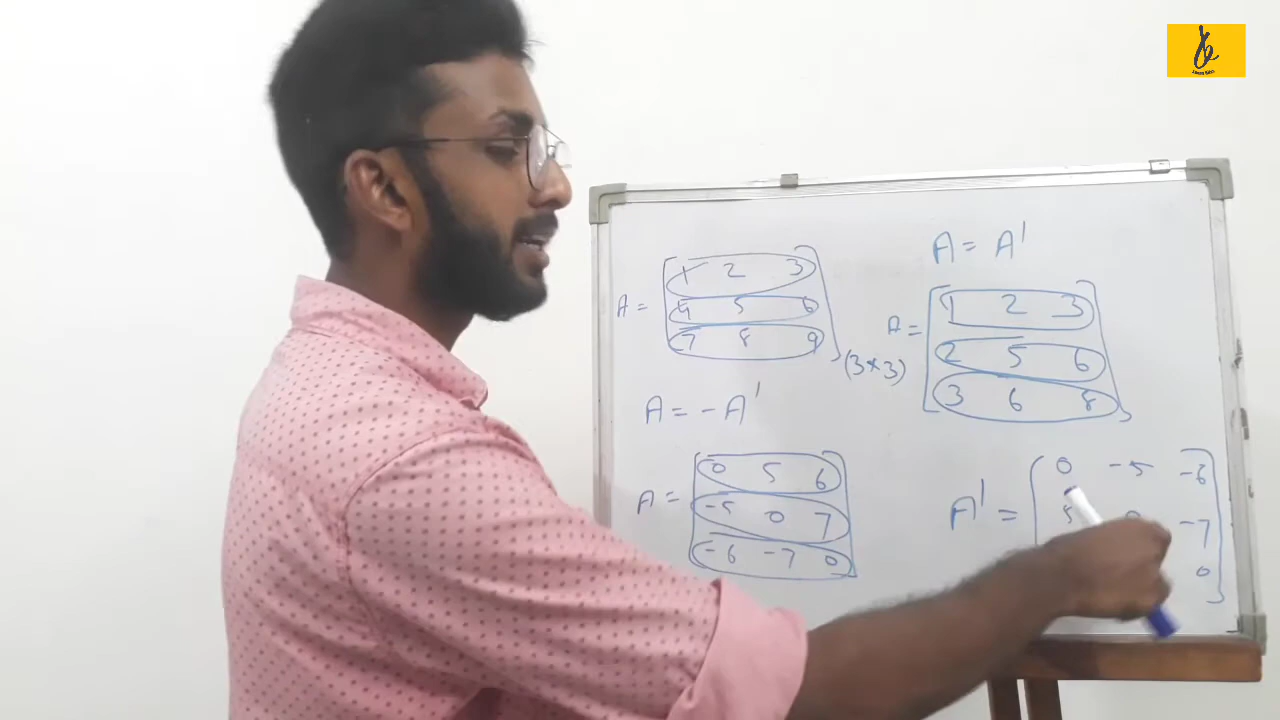 A = A'
A = [ 1 2 3
4 5 6
7 8 9 ] (3*3)
A = [ 1 2 3
2 5 6
3 6 8 ]
A = -A'
A = [ 0 5 6
-5 0 7
-6 -7 0 ]
A' = [ 0 -5 -6
5 0 -7
0 ]